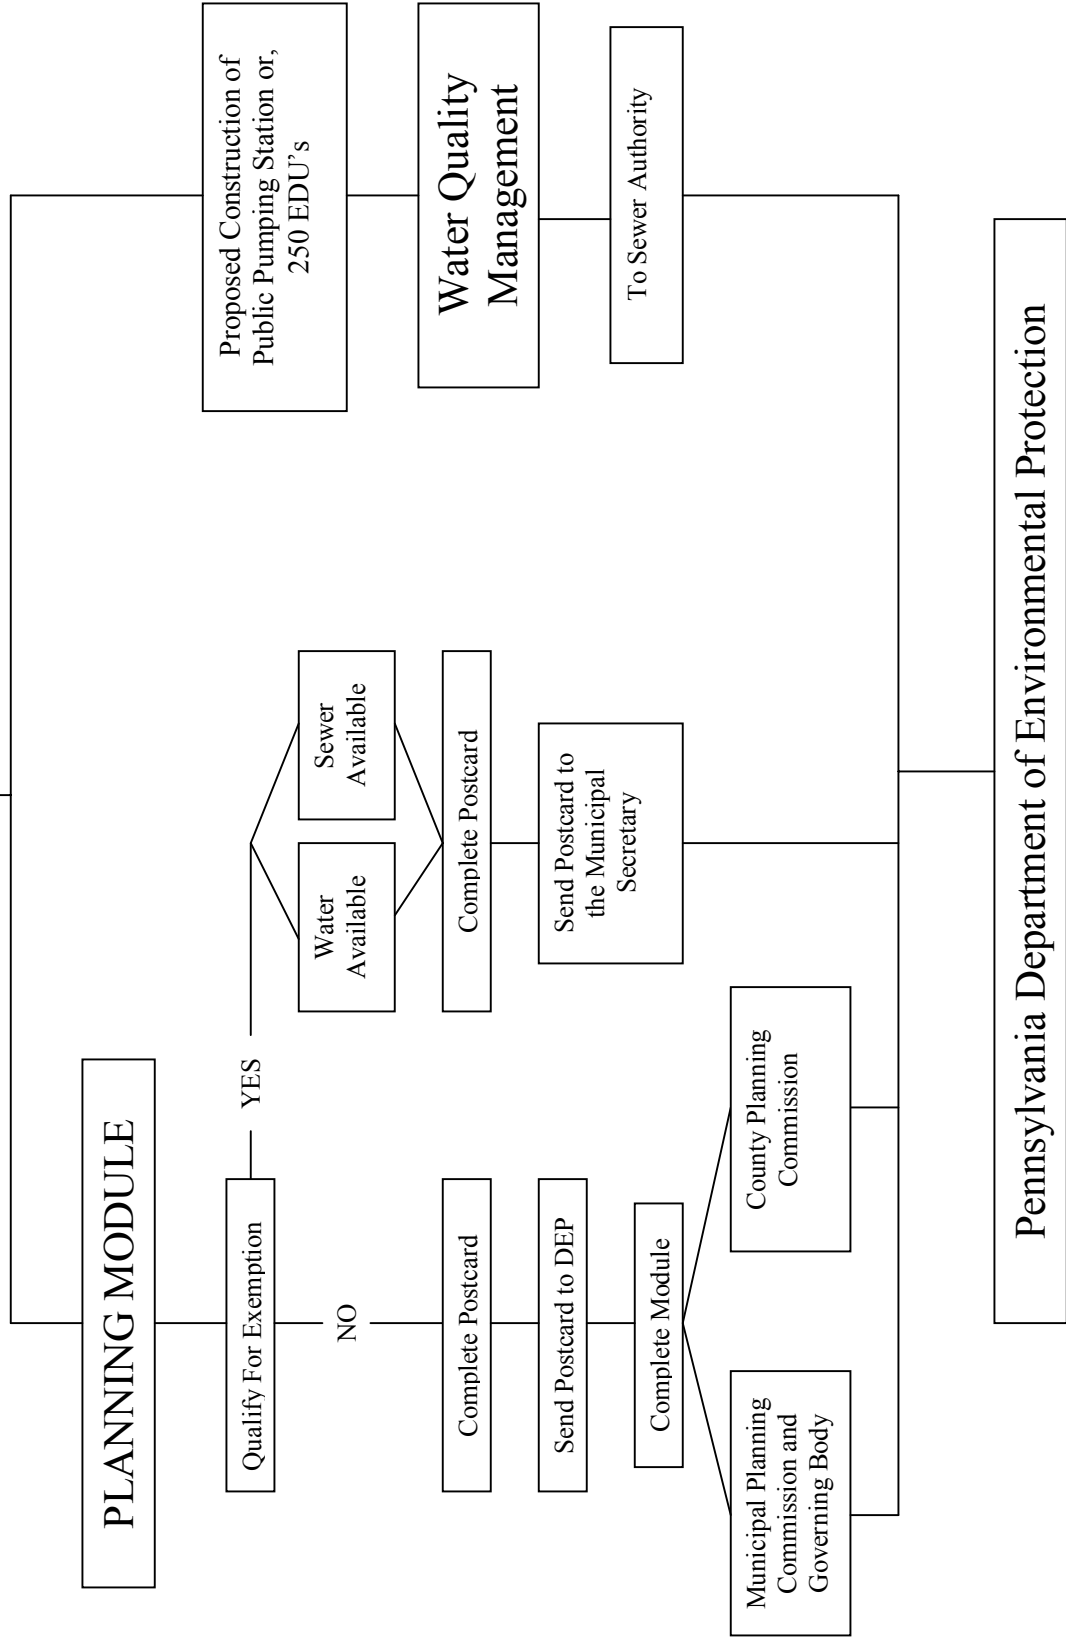 PLANNING MODULE
Qualify For Exemption
YES
NO
Complete Postcard
Send Postcard to DEP
Complete Module
Municipal Planning
Commission and
Governing Body
County Planning
Commission
Water
Available
Sewer
Available
Complete Postcard
Send Postcard to
the Municipal
Secretary
Proposed Construction of
Public Pumping Station or,
250 EDU’s
Water Quality
Management
To Sewer Authority
Pennsylvania Department of Environmental Protection